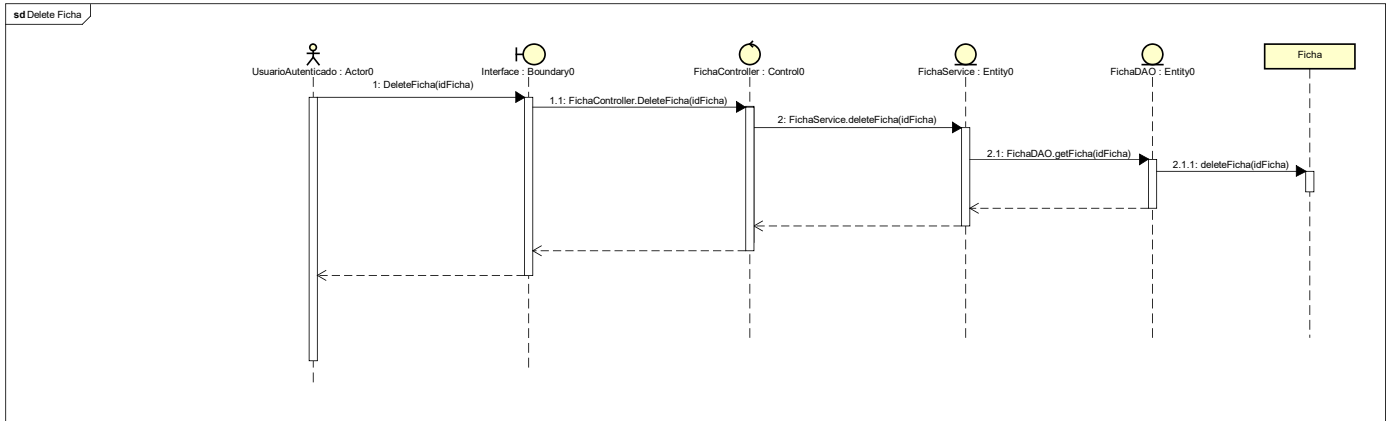 sd Delete Ficha
UsuarioAutenticado : Actor0
Interface : Boundary0
FichaController : Control0
FichaService : Entity0
FichaDAO : Entity0
Ficha
1: DeleteFicha(idFicha)
1.1: FichaController.DeleteFicha(idFicha)
2: FichaService.deleteFicha(idFicha)
2.1: FichaDAO.getFicha(idFicha)
2.1.1: deleteFicha(idFicha)